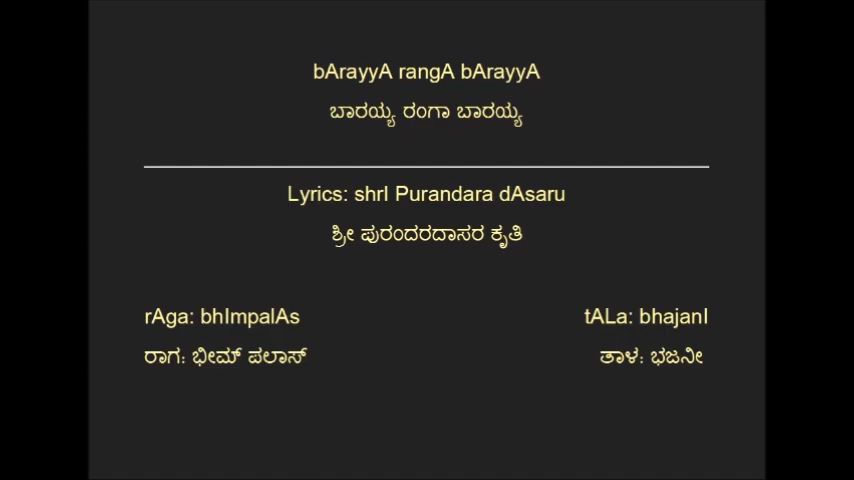 bArayyA rangA bArayyA
ಬಾರಯ್ಯ ರಂಗಾ ಬಾರಯ್ಯ
Lyrics: shrI Purandara dAsaru
ಶ್ರೀ ಪುರಂದರದಾಸರ ಕೃತಿ
rAga: bhImpalAs
tALa: bhajanI
ರಾಗ: ಭೀಮ್ ಪಲಾಸ್
ತಾಳ: ಭಜನೀ